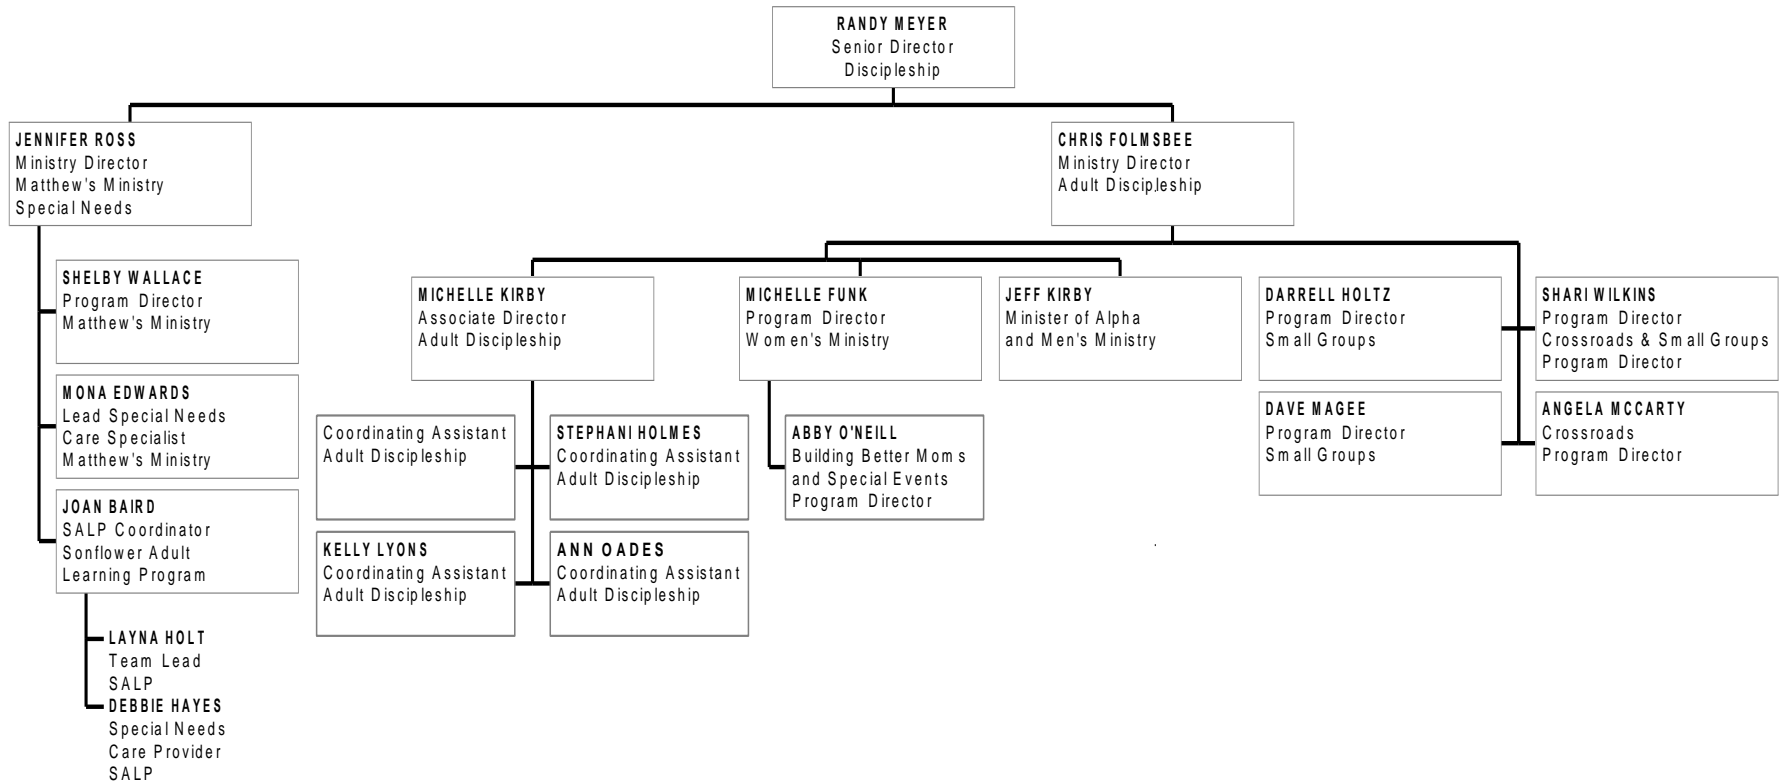 RANDY MEYER
Senior Director
Discipleship
JENNIFER ROSS
Ministry Director
Matthew's Ministry
Special Needs
CHRIS FOLMSBEE
Ministry Director
Adult Discipleship
SHELBY WALLACE
Program Director
Matthew's Ministry
MONA EDWARDS
Lead Special Needs
Care Specialist
Matthew's Ministry
JOAN BAIRD
SALP Coordinator
Sonflower Adult
Learning Program
LAYNA HOLT
Team Lead
SALP
DEBBIE HAYES
Special Needs
Care Provider
SALP
MICHELLE KIRBY
Associate Director
Adult Discipleship
Coordinating Assistant
Adult Discipleship
STEPHANI HOLMES
Coordinating Assistant
Adult Discipleship
KELLY LYONS
Coordinating Assistant
Adult Discipleship
ANN OADES
Coordinating Assistant
Adult Discipleship
MICHELLE FUNK
Program Director
Women's Ministry
ABBY O'NEILL
Building Better Moms
and Special Events
Program Director
JEFF KIRBY
Minister of Alpha
and Men's Ministry
DARRELL HOLTZ
Program Director
Small Groups
SHARI WILKINS
Program Director
Crossroads & Small Groups
Program Director
DAVE MAGEE
Program Director
Small Groups
ANGELA MCCARTY
Crossroads
Program Director